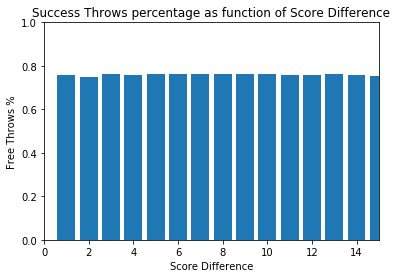 Success Throws percentage as function of Score Difference
1.0
0.8
0.6
0.4
0.2
0.0
Free Throws %
0 2 4 6 8 10 12 14
Score Difference